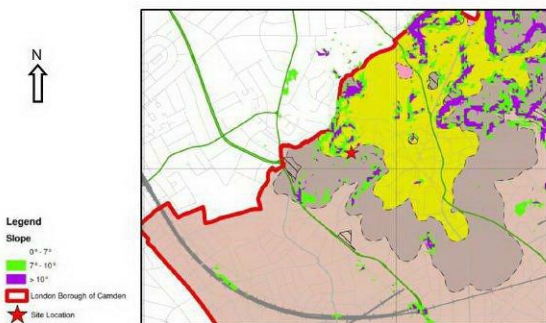 N
Legend
Slope
0° - 7°
7° - 10°
> 10°
London Borough of Camden
Site Location